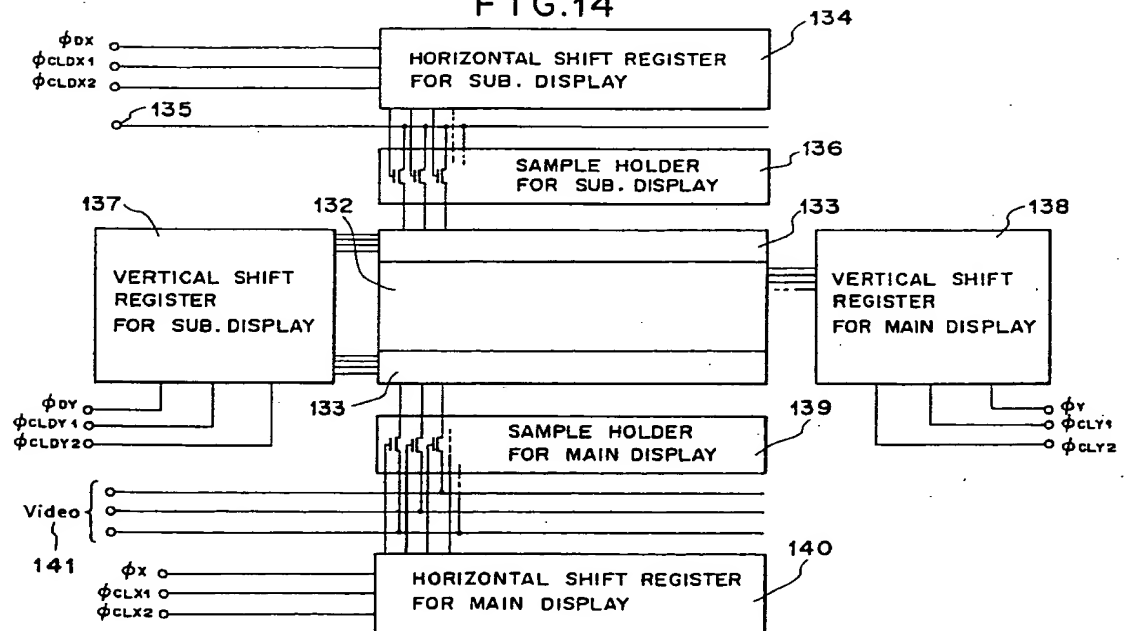 FIG.14
134
φDX
φCLDX1
φCLDX2
HORIZONTAL SHIFT REGISTER
FOR SUB. DISPLAY
135
136
SAMPLE HOLDER
FOR SUB. DISPLAY
137
132
133
138
VERTICAL SHIFT
REGISTER
FOR SUB. DISPLAY
VERTICAL SHIFT
REGISTER
FOR MAIN DISPLAY
133
φDY
φCLDY1
φCLDY2
φY
φCLY1
φCLY2
139
SAMPLE HOLDER
FOR MAIN DISPLAY
Video
141
140
φX
φCLX1
φCLX2
HORIZONTAL SHIFT REGISTER
FOR MAIN DISPLAY